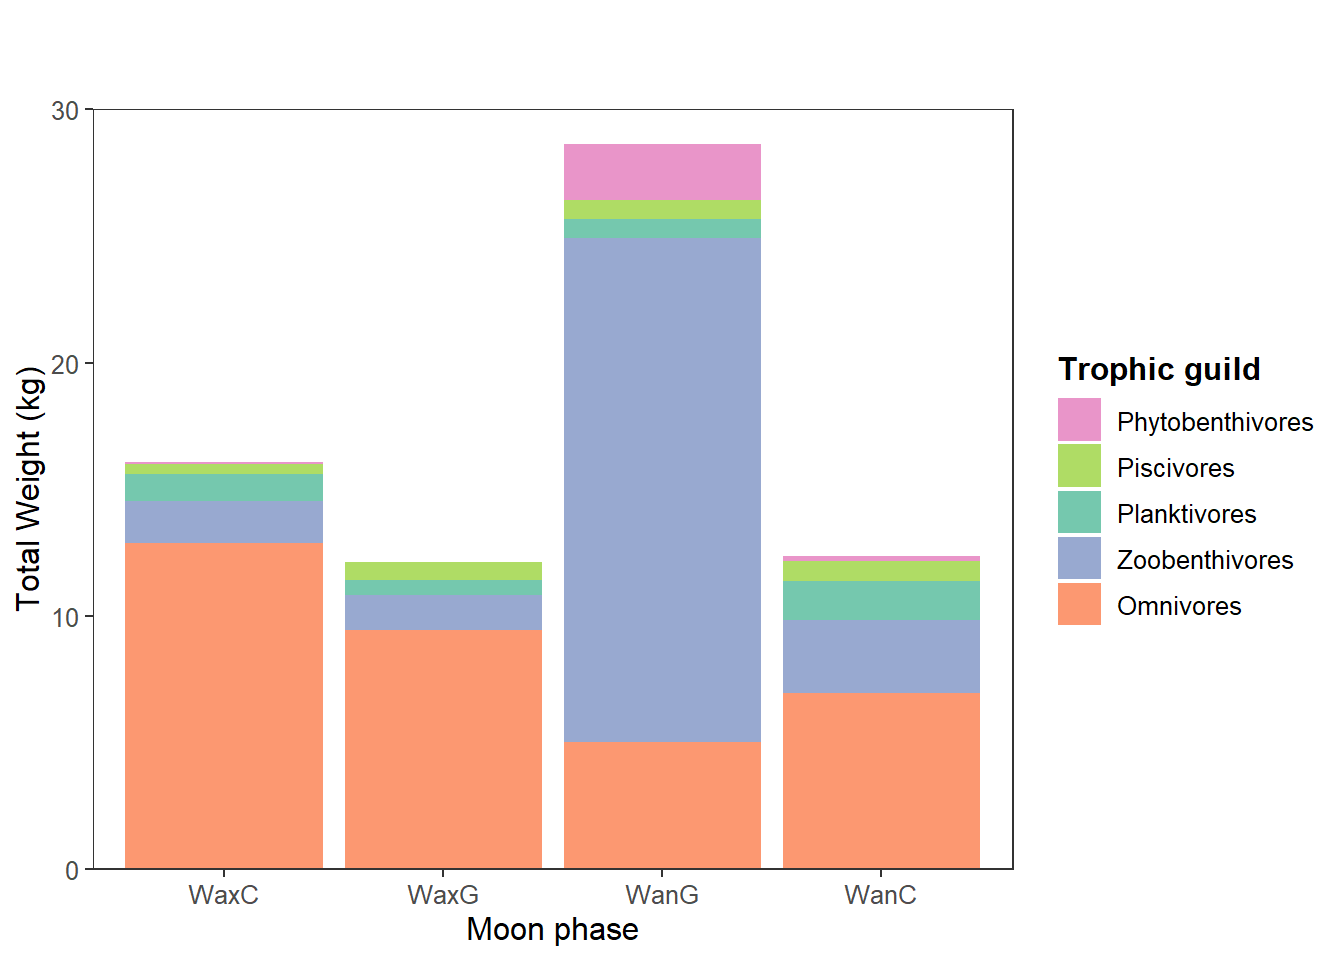 30
20
10
0
Total Weight (kg)
WaxC
WaxG
WanG
WanC
Moon phase
Trophic guild
Phytobenthivores
Piscivores
Planktivores
Zoobenthivores
Omnivores